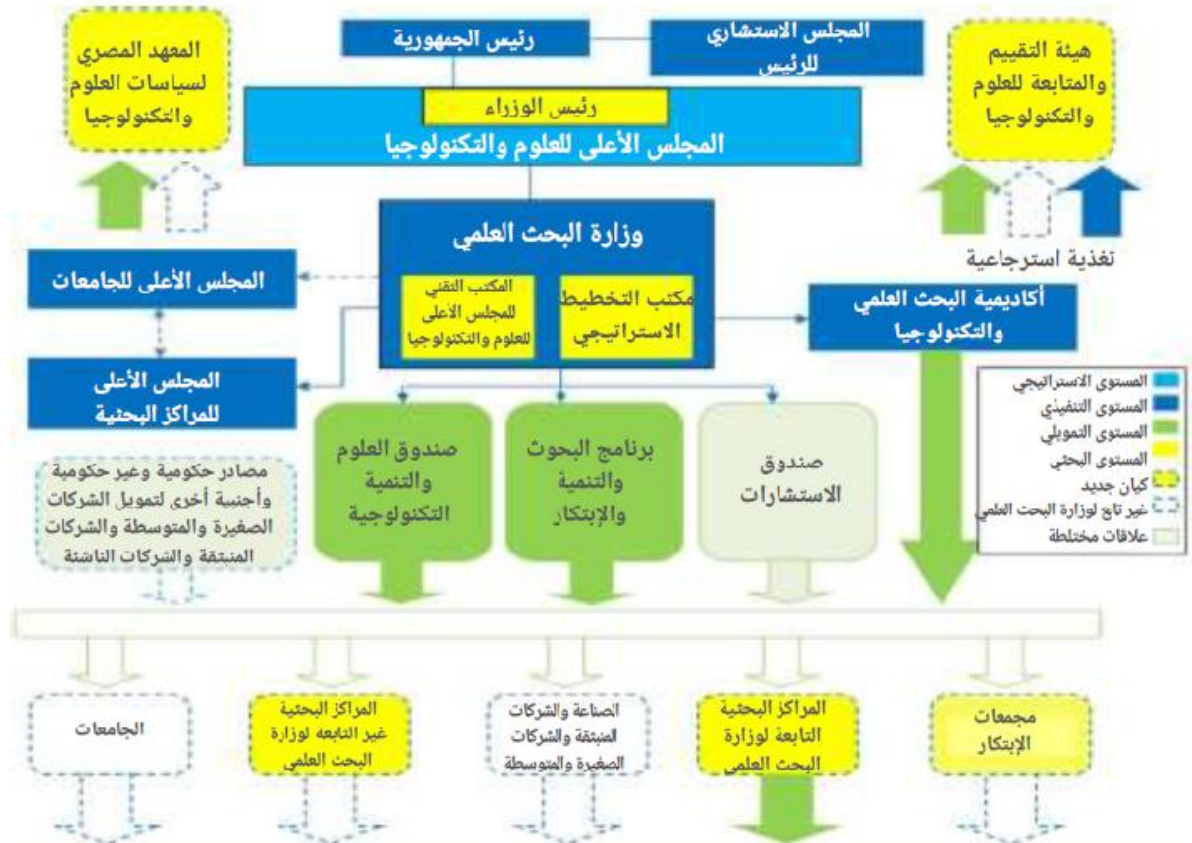 المعهد المصري
لسياسات العلوم
والتكنولوجيا
رئيس الجمهورية
المجلس الاستشاري
للرئيس
هيئة التقييم
والمتابعة للعلوم
والتكنولوجيا
رئيس الوزراء
المجلس الأعلى للعلوم والتكنولوجيا
وزارة البحث العلمي
المكتب التقني
للمجلس الأعلى
للعلوم والتكنولوجيا
مكتب التخطيط
الاستراتيجي
تغذية استرجاعية
المجلس الأعلى للجامعات
المجلس الأعلى
للمراكز البحثية
أكاديمية البحث العلمي
والتكنولوجيا
المستوى الاستراتيجي
المستوى التنفيذي
المستوى التمويلي
المستوى البحثي
كيان جديد
غير تابع لوزارة البحث العلمي
علاقات مختلطة
مصادر حكومية وغير حكومية
وأجنبية أخرى لتمويل الشركات
الصغيرة والمتوسطة والشركات
المنبثقة والشركات الناشئة
صندوق العلوم
والتنمية
التكنولوجية
برنامج البحوث
والتنمية
والإبتكار
صندوق
الاستشارات
الجامعات
المراكز البحثية
غير التابعة لوزارة
البحث العلمي
الصناعة والشركات
المنبثقة والشركات
الصغيرة والمتوسطة
المراكز البحثية
التابعة لوزارة
البحث العلمي
مجمعات
الإبتكار